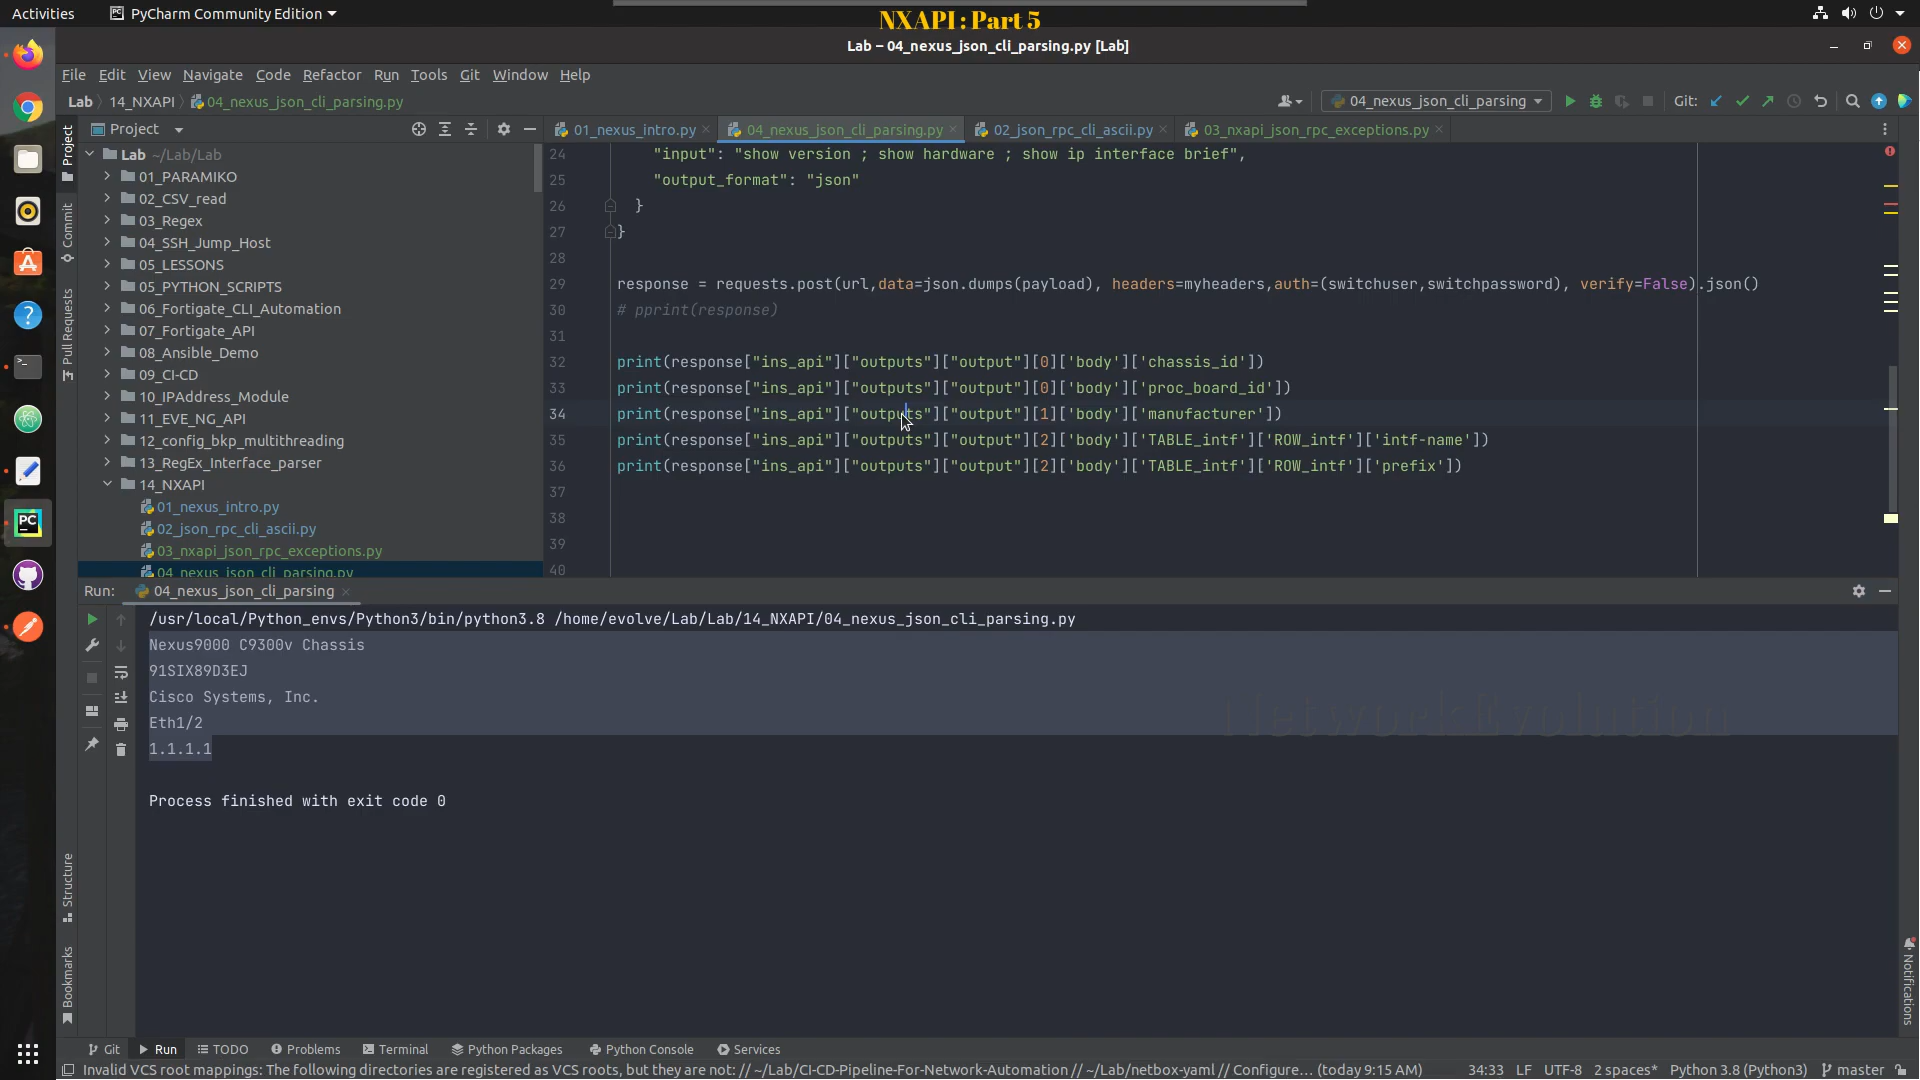 Activities PyCharm Community Edition
NXAPI : Part 5
Lab – 04_nexus_json_cli_parsing.py [Lab]
File Edit View Navigate Code Refactor Run Tools Git Window Help
Lab 14_NXAPI 04_nexus_json_cli_parsing.py 04_nexus_json_cli_parsing Git:
Project 01_nexus_intro.py 04_nexus_json_cli_parsing.py 02_json_rpc_cli_ascii.py 03_nxapi_json_rpc_exceptions.py
Project
Commit
Pull Requests
Structure
Bookmarks
Notifications
Lab ~/Lab/Lab
01_PARAMIKO
02_CSV_read
03_Regex
04_SSH_Jump_Host
05_LESSONS
05_PYTHON_SCRIPTS
06_Fortigate_CLI_Automation
07_Fortigate_API
08_Ansible_Demo
09_CI-CD
10_IPAddress_Module
11_EVE_NG_API
12_config_bkp_multithreading
13_RegEx_Interface_parser
14_NXAPI
01_nexus_intro.py
02_json_rpc_cli_ascii.py
03_nxapi_json_rpc_exceptions.py
04_nexus_json_cli_parsing.py
24 "input": "show version ; show hardware ; show ip interface brief",
25 "output_format": "json"
26 }
27 }
28
29 response = requests.post(url,data=json.dumps(payload), headers=myheaders,auth=(switchuser,switchpassword), verify=False).json()
30 # pprint(response)
31
32 print(response["ins_api"]["outputs"]["output"][0]['body']['chassis_id'])
33 print(response["ins_api"]["outputs"]["output"][0]['body']['proc_board_id'])
34 print(response["ins_api"]["outputs"]["output"][1]['body']['manufacturer'])
35 print(response["ins_api"]["outputs"]["output"][2]['body']['TABLE_intf']['ROW_intf']['intf-name'])
36 print(response["ins_api"]["outputs"]["output"][2]['body']['TABLE_intf']['ROW_intf']['prefix'])
37
38
39
40
Run: 04_nexus_json_cli_parsing
/usr/local/Python_envs/Python3/bin/python3.8 /home/evolve/Lab/Lab/14_NXAPI/04_nexus_json_cli_parsing.py
Nexus9000 C9300v Chassis
91SIX89D3EJ
Cisco Systems, Inc.
Eth1/2
1.1.1.1
NetworkEvolution
Process finished with exit code 0
Git Run TODO Problems Terminal Python Packages Python Console Services
Invalid VCS root mappings: The following directories are registered as VCS roots, but they are not: // ~/Lab/CI-CD-Pipeline-For-Network-Automation // ~/Lab/netbox-yaml // Configure... (today 9:15 AM) 34:33 LF UTF-8 2 spaces* Python 3.8 (Python3) master